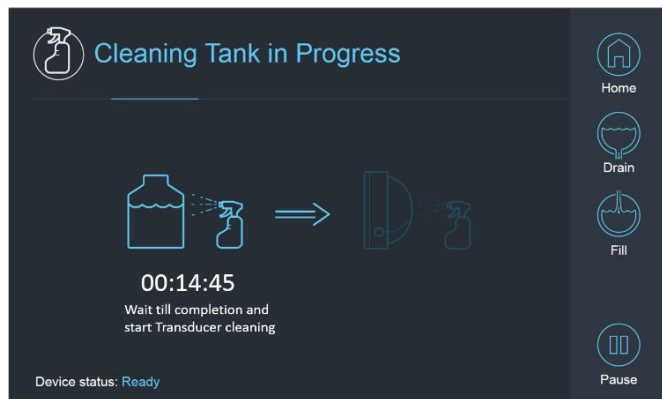 Cleaning Tank in Progress
Home
Drain
Fill
00:14:45
Wait till completion and
start Transducer cleaning
Device status: Ready
Pause